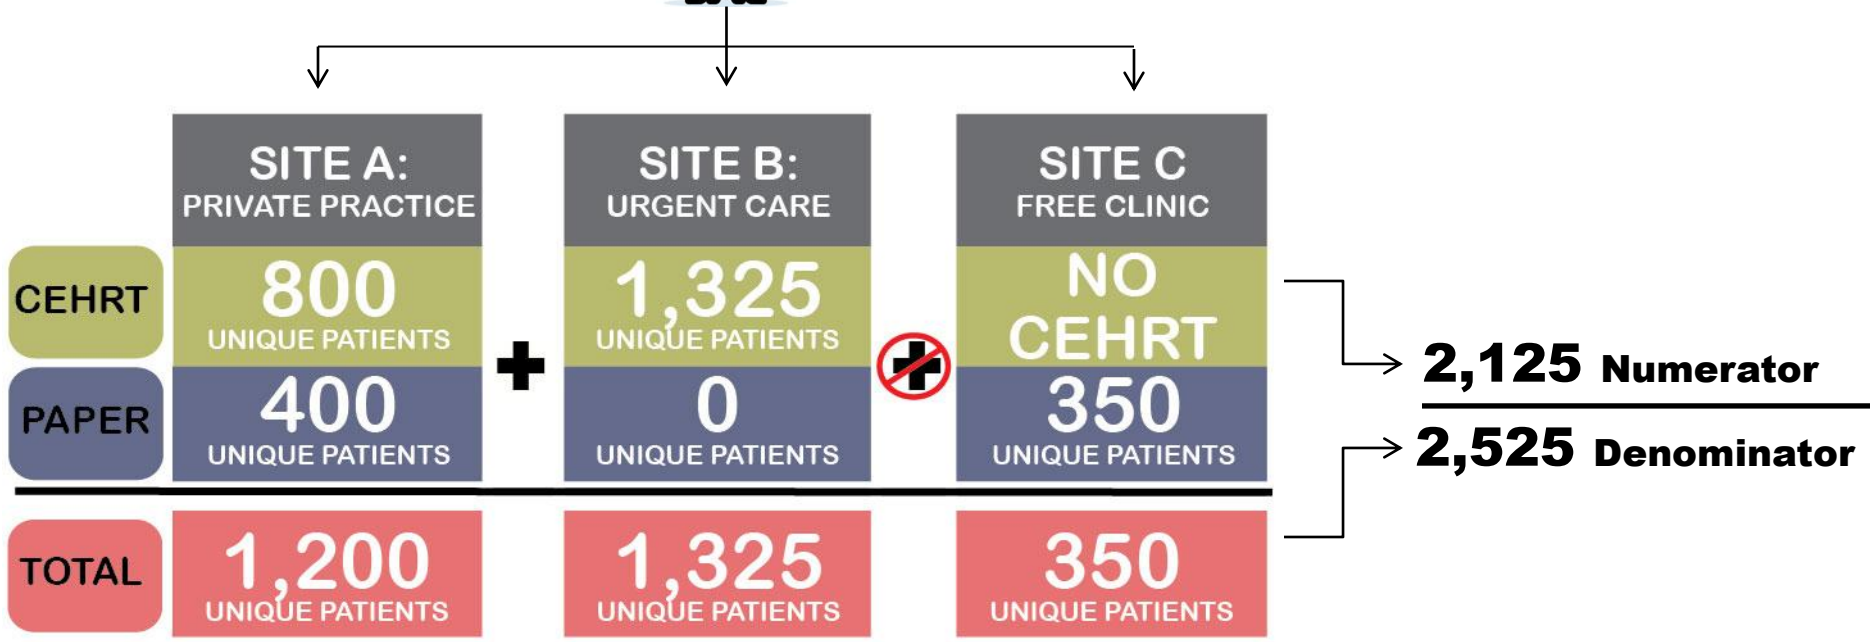 SITE A:
PRIVATE PRACTICE
SITE B:
URGENT CARE
SITE C
FREE CLINIC
CEHRT
800
UNIQUE PATIENTS
1,325
UNIQUE PATIENTS
NO
CEHRT
PAPER
400
UNIQUE PATIENTS
0
UNIQUE PATIENTS
350
UNIQUE PATIENTS
TOTAL
1,200
UNIQUE PATIENTS
1,325
UNIQUE PATIENTS
350
UNIQUE PATIENTS
2,125 Numerator
2,525 Denominator